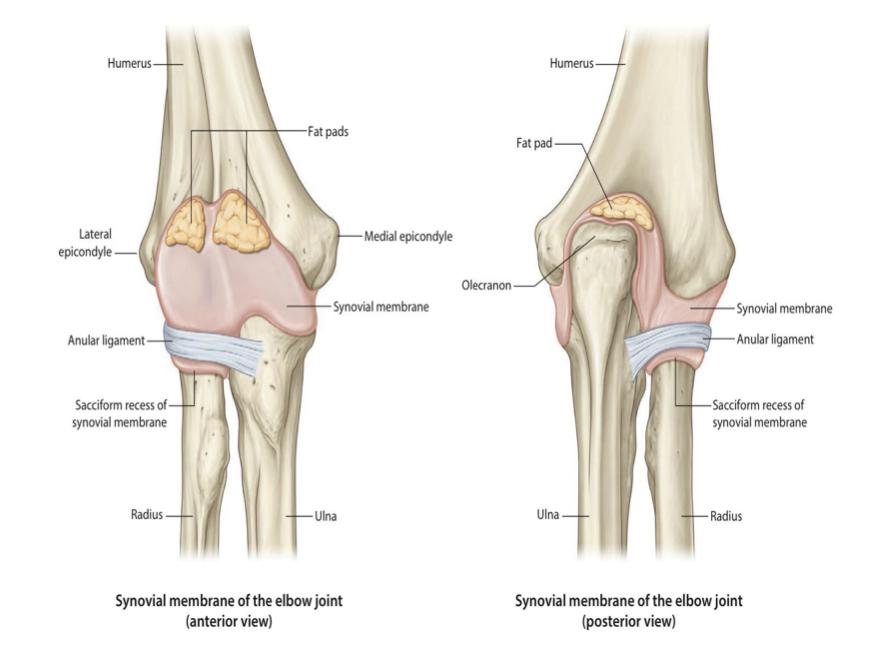 Humerus
Fat pads
Lateral
epicondyle
Medial epicondyle
Synovial membrane
Anular ligament
Sacciform recess of
synovial membrane
Radius
Ulna
Synovial membrane of the elbow joint
(anterior view)
Humerus
Fat pad
Olecranon
Synovial membrane
Anular ligament
Sacciform recess of
synovial membrane
Ulna
Radius
Synovial membrane of the elbow joint
(posterior view)